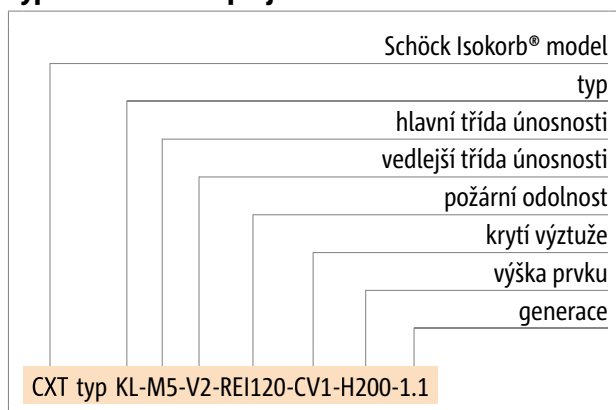 Schöck Isokorb® model
typ
hlavní třída únosnosti
vedlejší třída únosnosti
požární odolnost
krytí výztuže
výška prvku
generace
CXT typ KL-M5-V2-REI120-CV1-H200-1.1